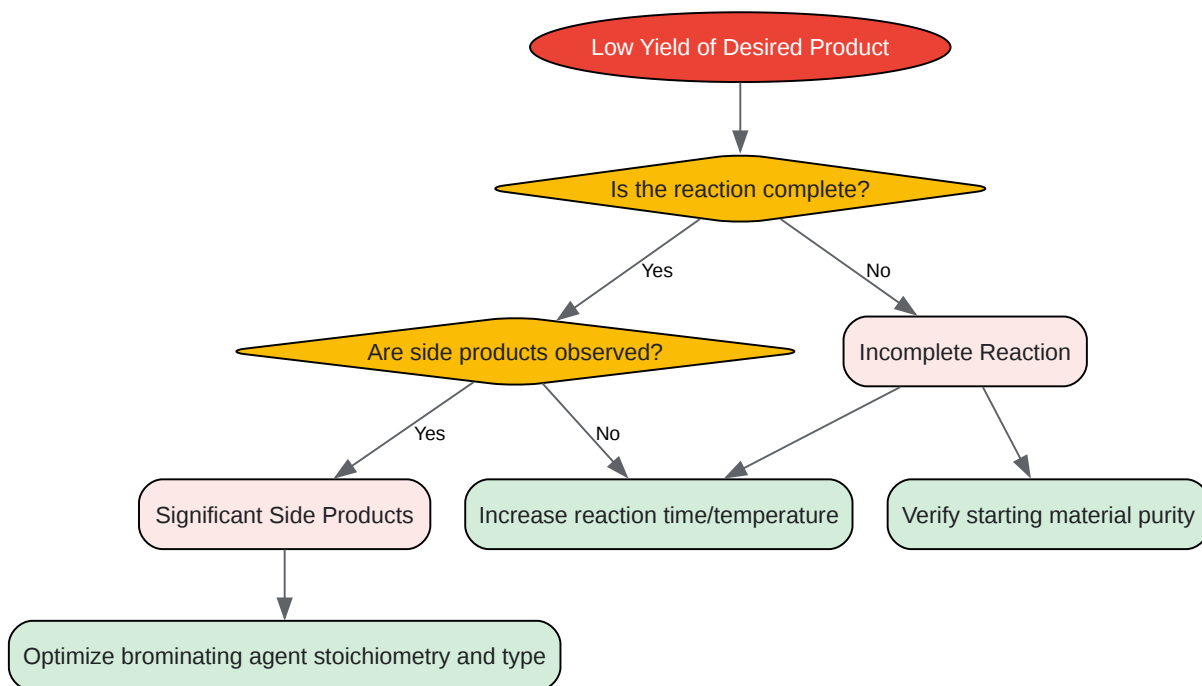 Low Yield of Desired Product
Is the reaction complete?
Yes
No
Are side products observed?
Incomplete Reaction
Yes
No
Significant Side Products
Increase reaction time/temperature
Verify starting material purity
Optimize brominating agent stoichiometry and type